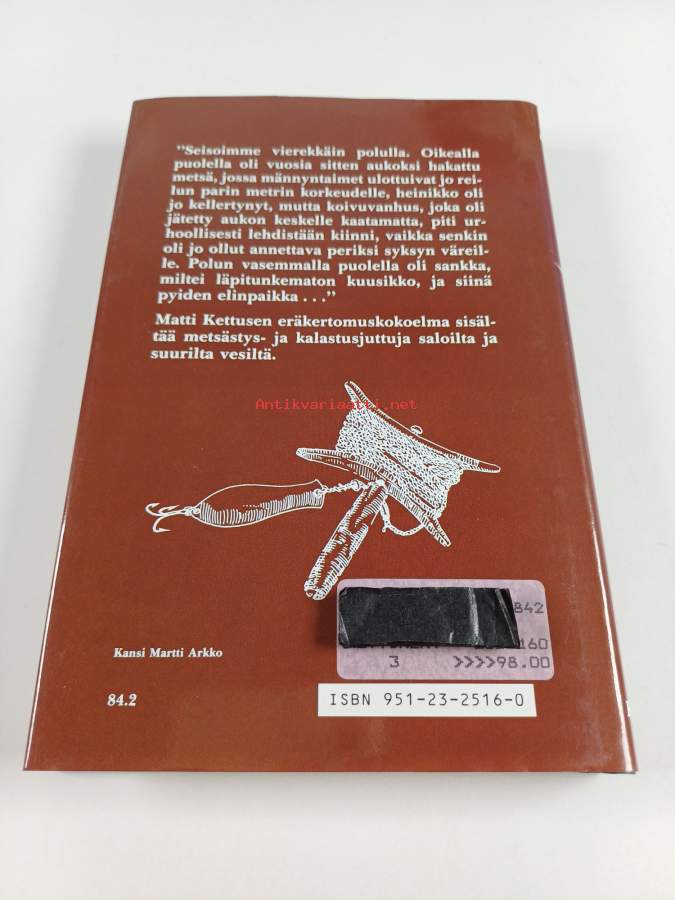 "Seisoimme vierekkäin polulla. Oikealla
puolella oli vuosia sitten aukoksi hakattu
metsä, jossa männyntaimet ulottuivat jo rei-
lun parin metrin korkeudelle, heinikko oli
jo kellertynyt, mutta koivuvanhus, joka oli
jätetty aukon keskelle kaatamatta, piti ur-
hoollisesti lehdistään kiinni, vaikka senkin
oli jo ollut annettava periksi syksyn väreil-
le. Polun vasemmalla puolella oli sankka,
miltei läpitunkematon kuusikko, ja siinä
pyiden elinpaikka . . ."
Matti Kettusen eräkertomuskokoelma sisäl-
tää metsästys- ja kalastusjuttuja saloilta ja
suurilta vesiltä.
Antikvariaatti.net
842
160
3 >>>>98.00
Kansi Martti Arkko
84.2
ISBN 951-23-2516-0